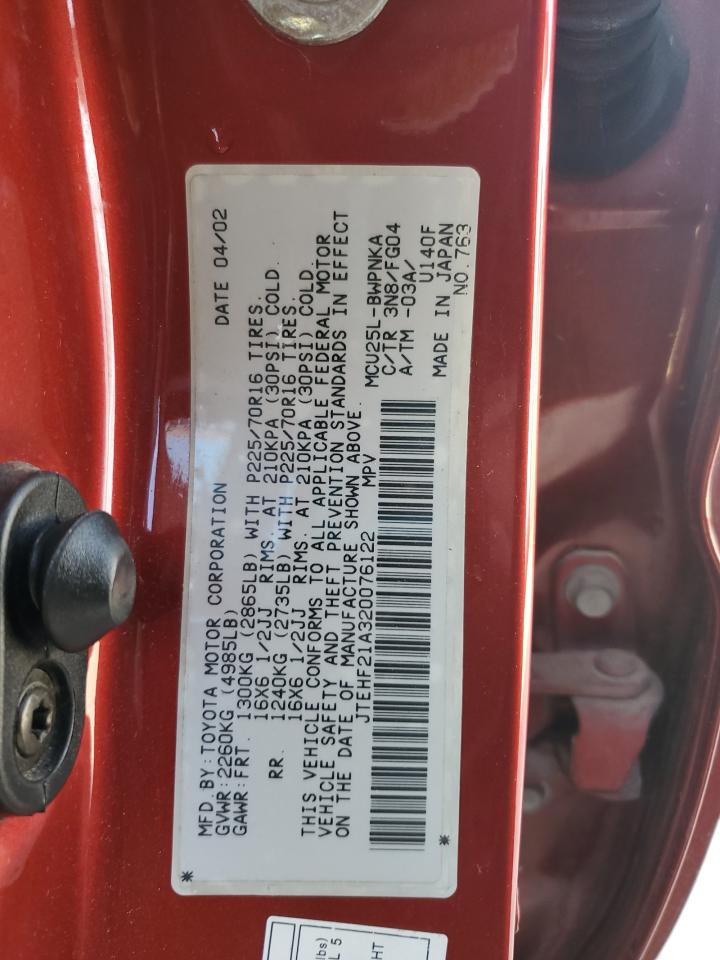 MFD. BY: TOYOTA MOTOR CORPORATION DATE 04/02
GVWR: 2260KG (4985LB)
GAWR: FRT. 1300KG (2865LB) WITH P225/70R16 TIRES.
16X6 1/2JJ RIMS. AT 210KPA (30PSI) COLD.
RR. 1240KG (2735LB) WITH P225/70R16 TIRES.
16X6 1/2JJ RIMS. AT 210KPA (30PSI) COLD.
THIS VEHICLE CONFORMS TO ALL APPLICABLE FEDERAL MOTOR
VEHICLE SAFETY AND THEFT PREVENTION STANDARDS IN EFFECT
ON THE DATE OF MANUFACTURE SHOWN ABOVE.
JTEHF21A320076122 MPV
MCU25L-BWPNKA
C/TR 3N8/FG04
A/TM -03A/
U140F
* * MADE IN JAPAN
NO.763
lbs)
L 5
HT